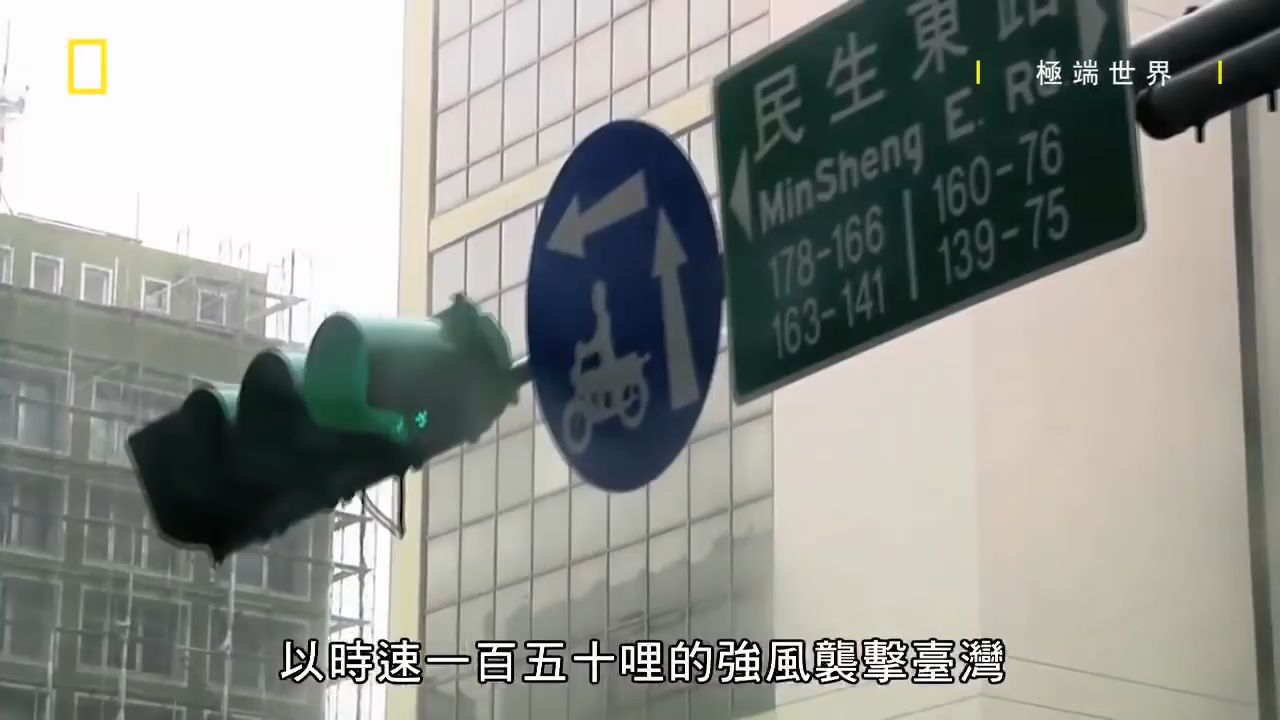 民生東路
MinSheng E. Rd
178-166
163-141
160-76
139-75
極端世界
以時速一百五十哩的強風襲擊臺灣